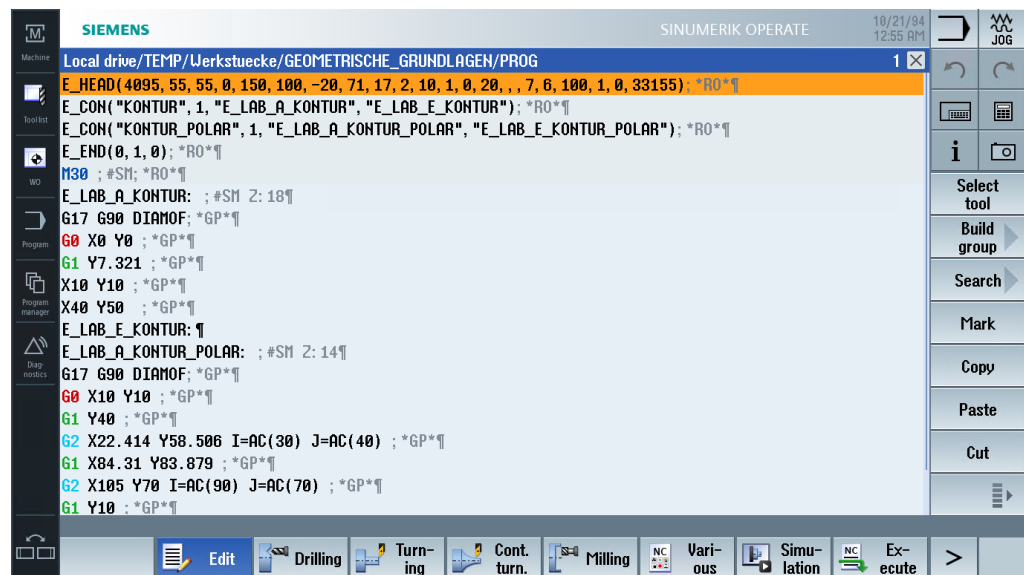 SIEMENS
SINUMERIK OPERATE
10/21/94
12:55 AM
JOG
M
Machine
Tool list
WO
Program
Program
manager
Diag-
nostics
Local drive/TEMP/Werkstuecke/GEOMETRISCHE_GRUNDLAGEN/PROG
1
E_HEAD(4095,55,55,0,150,100,-20,71,17,2,10,1,0,20,,,7,6,100,1,0,33155);*RO*¶
E_CON("KONTUR",1,"E_LAB_A_KONTUR","E_LAB_E_KONTUR");*RO*¶
E_CON("KONTUR_POLAR",1,"E_LAB_A_KONTUR_POLAR","E_LAB_E_KONTUR_POLAR");*RO*¶
E_END(0,1,0);*RO*¶
M30 ;#SM;*RO*¶
E_LAB_A_KONTUR: ;#SM Z:18¶
G17 G90 DIAMOF;*GP*¶
G0 X0 Y0 ;*GP*¶
G1 Y7.321 ;*GP*¶
X10 Y10 ;*GP*¶
X40 Y50 ;*GP*¶
E_LAB_E_KONTUR:¶
E_LAB_A_KONTUR_POLAR: ;#SM Z:14¶
G17 G90 DIAMOF;*GP*¶
G0 X10 Y10 ;*GP*¶
G1 Y40 ;*GP*¶
G2 X22.414 Y58.506 I=AC(30) J=AC(40) ;*GP*¶
G1 X84.31 Y83.879 ;*GP*¶
G2 X105 Y70 I=AC(90) J=AC(70) ;*GP*¶
G1 Y10 ;*GP*¶
i
Select
tool
Build
group
Search
Mark
Copy
Paste
Cut
Edit
Drilling
Turn-
ing
Cont.
turn.
Milling
NC
Vari-
ous
Simu-
lation
NC
Ex-
ecute
>